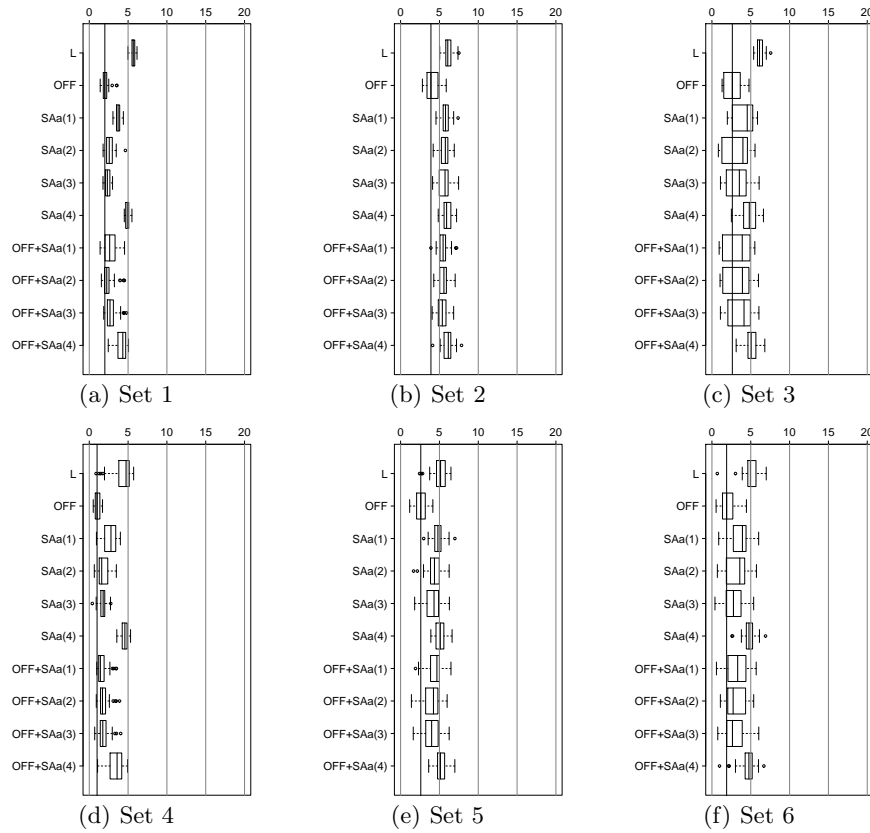 0 5 10 15 20
L
OFF
SAa(1)
SAa(2)
SAa(3)
SAa(4)
OFF+SAa(1)
OFF+SAa(2)
OFF+SAa(3)
OFF+SAa(4)
(a) Set 1
0 5 10 15 20
L
OFF
SAa(1)
SAa(2)
SAa(3)
SAa(4)
OFF+SAa(1)
OFF+SAa(2)
OFF+SAa(3)
OFF+SAa(4)
(b) Set 2
0 5 10 15 20
L
OFF
SAa(1)
SAa(2)
SAa(3)
SAa(4)
OFF+SAa(1)
OFF+SAa(2)
OFF+SAa(3)
OFF+SAa(4)
(c) Set 3
0 5 10 15 20
L
OFF
SAa(1)
SAa(2)
SAa(3)
SAa(4)
OFF+SAa(1)
OFF+SAa(2)
OFF+SAa(3)
OFF+SAa(4)
(d) Set 4
0 5 10 15 20
L
OFF
SAa(1)
SAa(2)
SAa(3)
SAa(4)
OFF+SAa(1)
OFF+SAa(2)
OFF+SAa(3)
OFF+SAa(4)
(e) Set 5
0 5 10 15 20
L
OFF
SAa(1)
SAa(2)
SAa(3)
SAa(4)
OFF+SAa(1)
OFF+SAa(2)
OFF+SAa(3)
OFF+SAa(4)
(f) Set 6